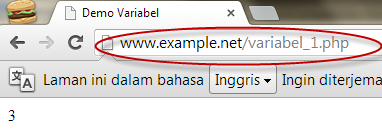 Demo Variabel
www.example.net/variabel_1.php
Laman ini dalam bahasa Inggris Ingin diterjema
3